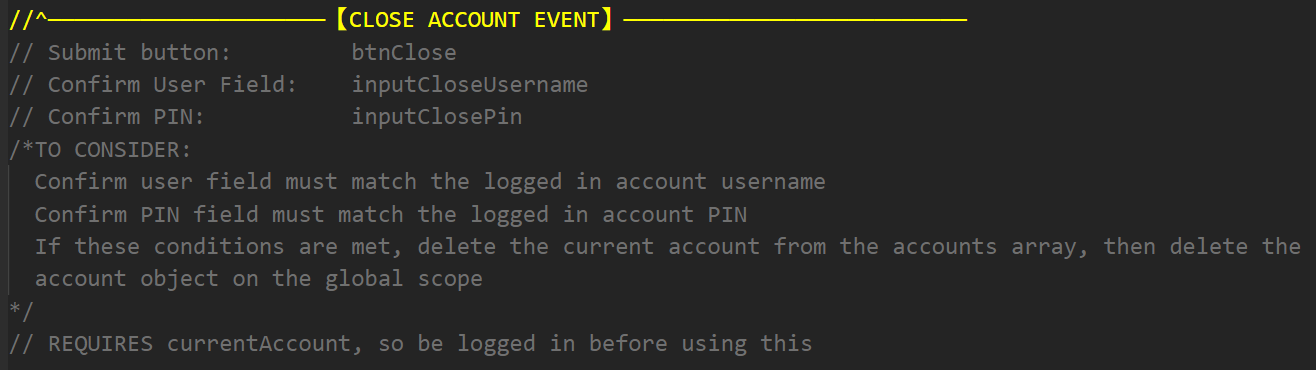 //^—————————————————————【CLOSE ACCOUNT EVENT】——————————————————————————
// Submit button:         btnClose
// Confirm User Field:    inputCloseUsername
// Confirm PIN:           inputClosePin
/*TO CONSIDER:
  Confirm user field must match the logged in account username
  Confirm PIN field must match the logged in account PIN
  If these conditions are met, delete the current account from the accounts array, then delete the
  account object on the global scope
*/
// REQUIRES currentAccount, so be logged in before using this